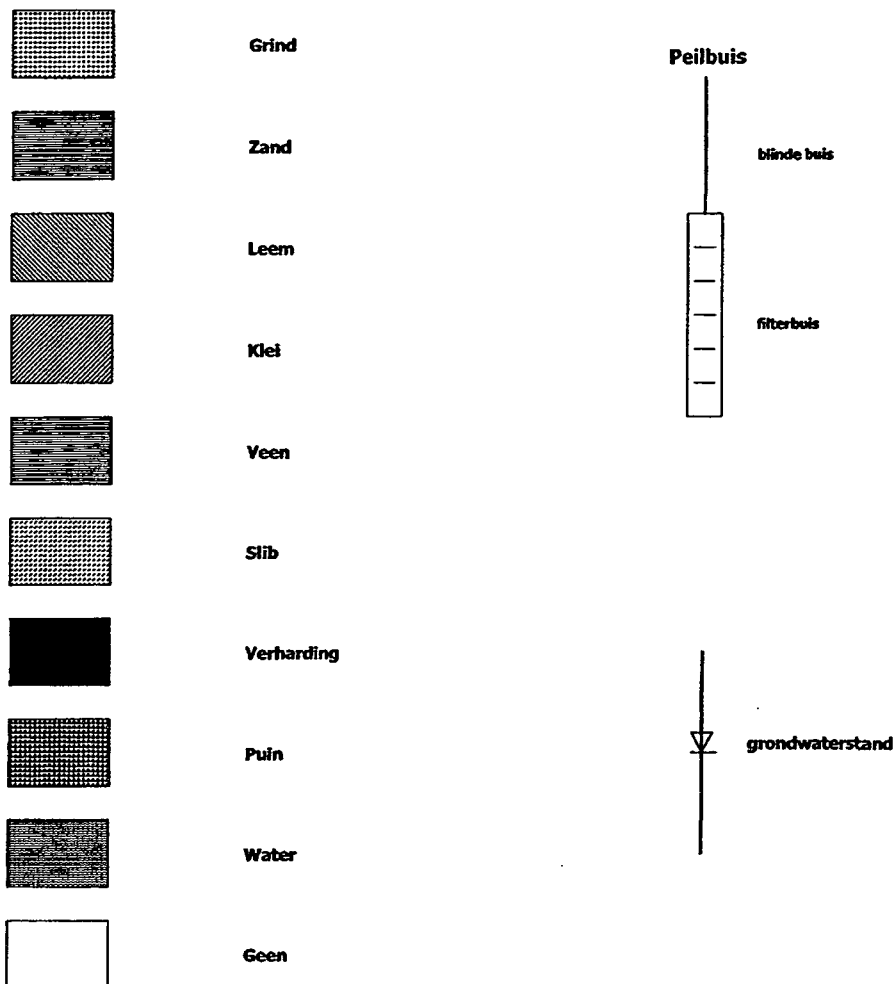 Grind
Zand
Leem
Klei
Veen
Slib
Verharding
Puin
Water
Geen
Peilbuis
blinde buis
filterbuis
grondwaterstand